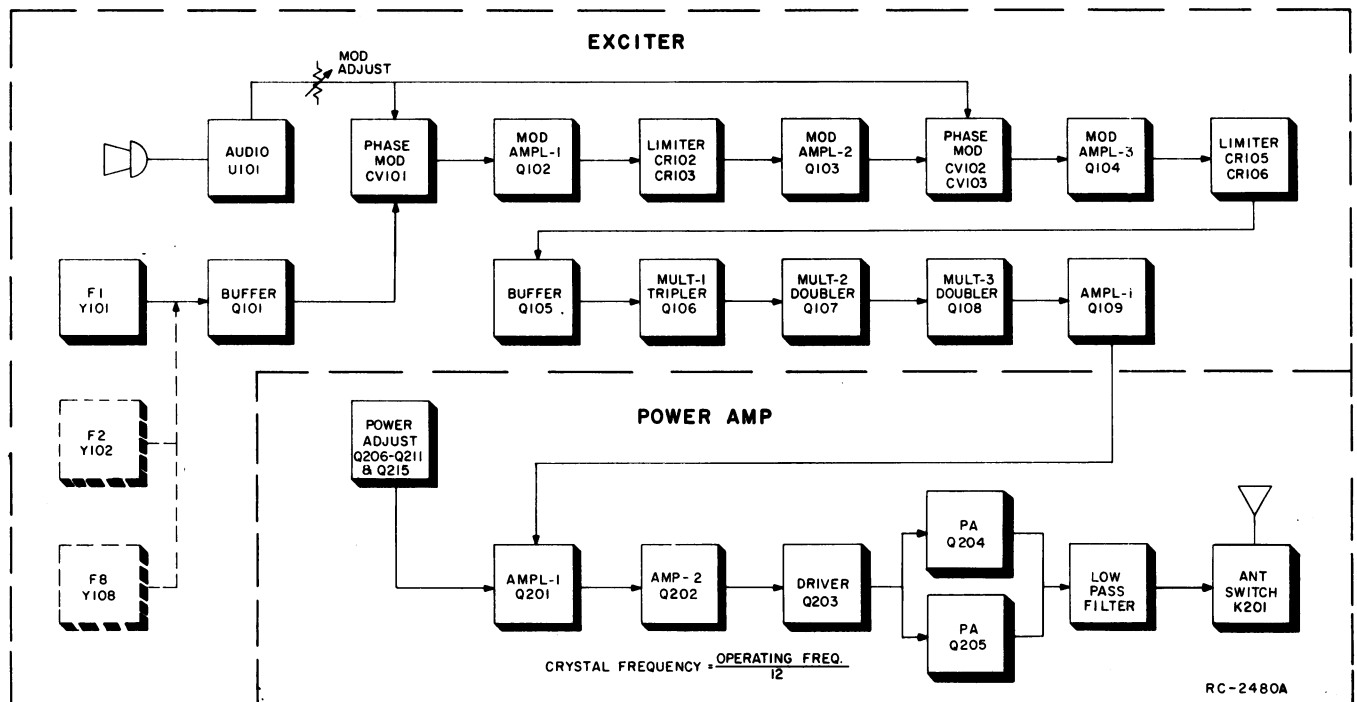 EXCITER
MOD
ADJUST
AUDIO
U101
PHASE
MOD
CV101
MOD
AMPL-1
Q102
LIMITER
CR102
CR103
MOD
AMPL-2
Q103
PHASE
MOD
CV102
CV103
MOD
AMPL-3
Q104
LIMITER
CR105
CR106
F1
Y101
BUFFER
Q101
BUFFER
Q105
MULT-1
TRIPLER
Q106
MULT-2
DOUBLER
Q107
MULT-3
DOUBLER
Q108
AMPL-1
Q109
F2
Y102
F8
Y108
POWER AMP
POWER
ADJUST
Q206-Q211
& Q215
AMPL-1
Q201
AMP-2
Q202
DRIVER
Q203
PA
Q204
PA
Q205
LOW
PASS
FILTER
ANT
SWITCH
K201
CRYSTAL FREQUENCY = OPERATING FREQ.
12
RC-2480A